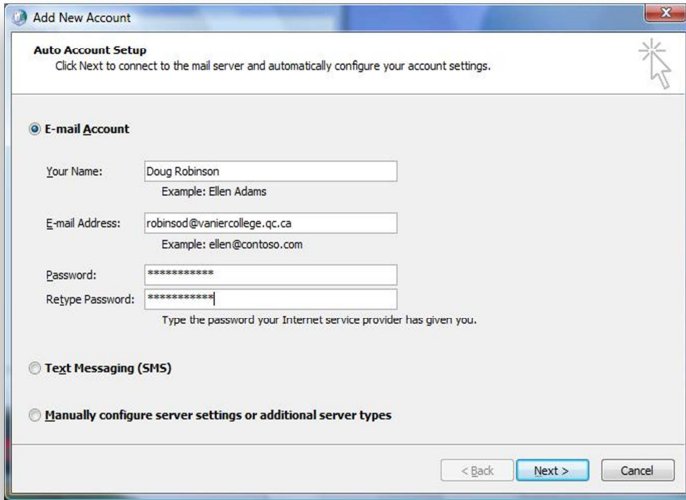 Add New Account
Auto Account Setup
Click Next to connect to the mail server and automatically configure your account settings.
E-mail Account
Your Name: Doug Robinson
Example: Ellen Adams
E-mail Address: robinsod@vaniercollege.qc.ca
Example: ellen@contoso.com
Password: ***********
Retype Password: ***********
Type the password your Internet service provider has given you.
Text Messaging (SMS)
Manually configure server settings or additional server types
< Back Next > Cancel